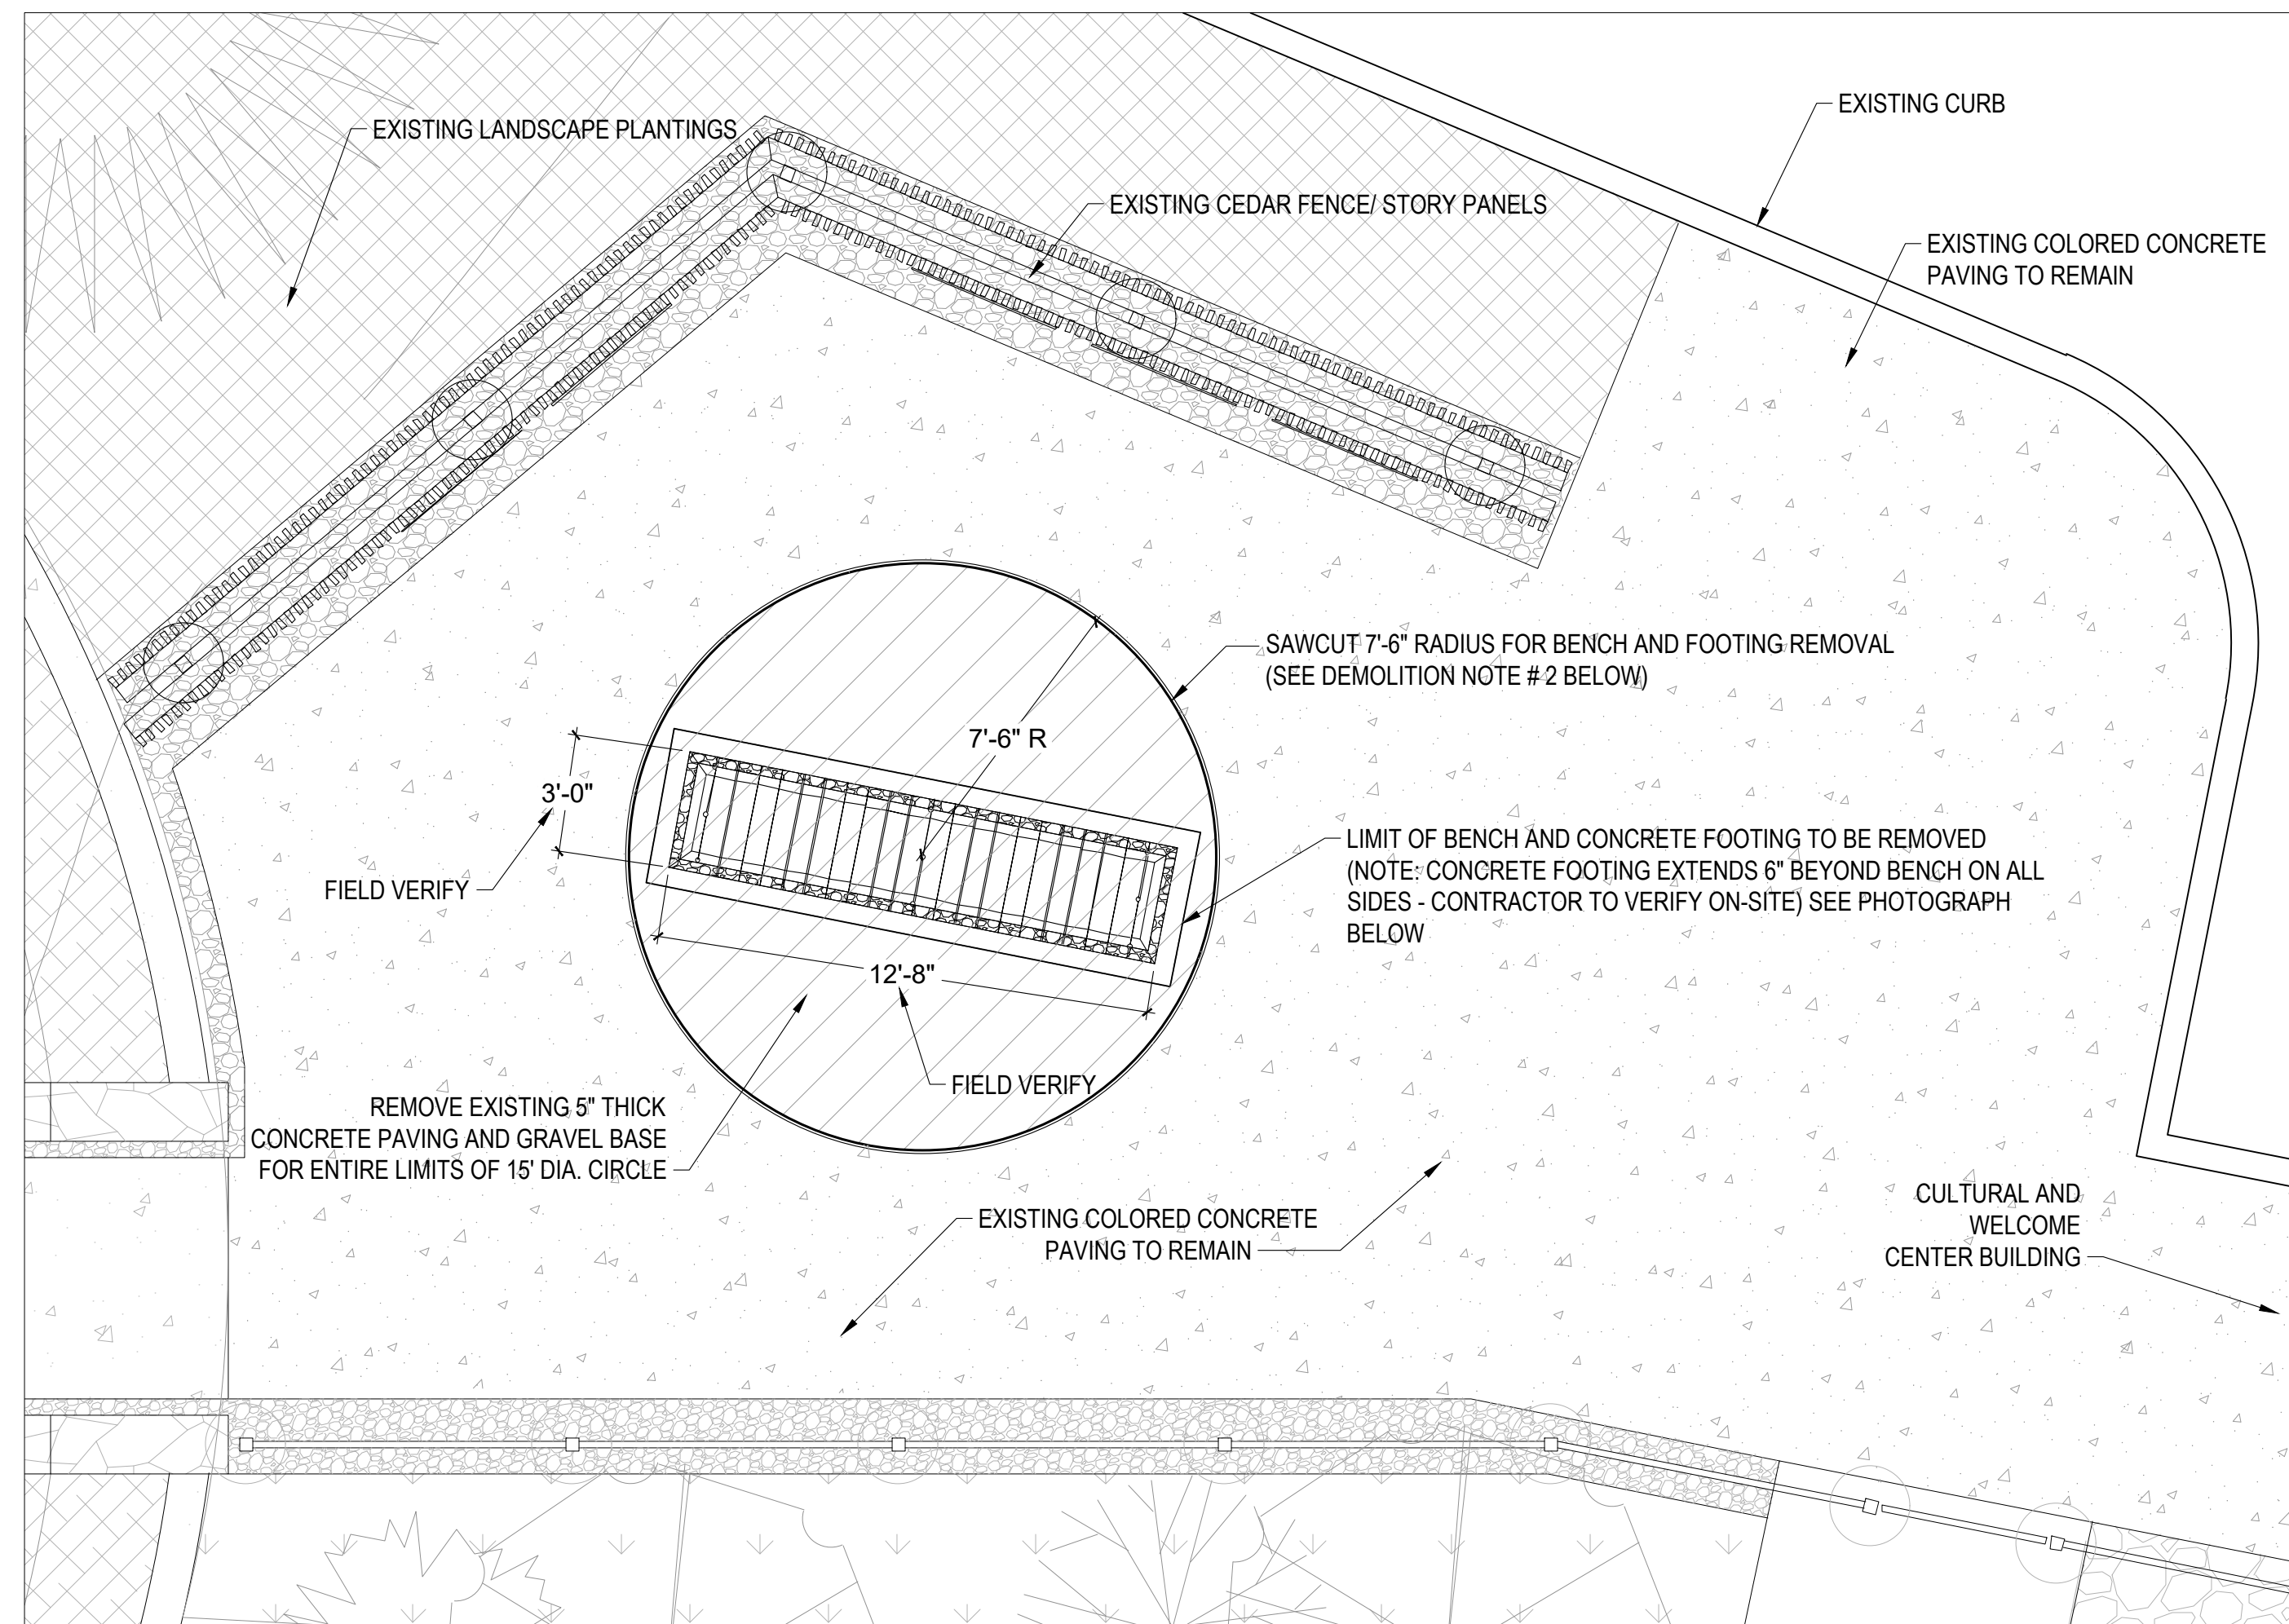 EXISTING CURB
EXISTING LANDSCAPE PLANTINGS
EXISTING CEDAR FENCE/ STORY PANELS
EXISTING COLORED CONCRETE
PAVING TO REMAIN
SAWCUT 7'-6" RADIUS FOR BENCH AND FOOTING REMOVAL
(SEE DEMOLITION NOTE # 2 BELOW)
7'-6" R
3'-0"
FIELD VERIFY
LIMIT OF BENCH AND CONCRETE FOOTING TO BE REMOVED
(NOTE: CONCRETE FOOTING EXTENDS 6" BEYOND BENCH ON ALL
SIDES - CONTRACTOR TO VERIFY ON-SITE) SEE PHOTOGRAPH
BELOW
12'-8"
FIELD VERIFY
REMOVE EXISTING 5" THICK
CONCRETE PAVING AND GRAVEL BASE
FOR ENTIRE LIMITS OF 15' DIA. CIRCLE
EXISTING COLORED CONCRETE
PAVING TO REMAIN
CULTURAL AND
WELCOME
CENTER BUILDING